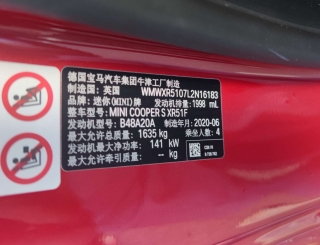 德国宝马汽车集团牛津工厂制造
制造国: 英国 WMWXR5107L2N16183
品牌: 迷你(MINI)牌 发动机排量: 1998 ml
整车型号: MINI COOPER S XR51F
发动机型号: B48A20A 制造年月: 2020-06
最大允许总质量: 1635 kg 乘坐人数: 4
发动机最大净功率: 141 kW
最大允许牵引质量: -- kg